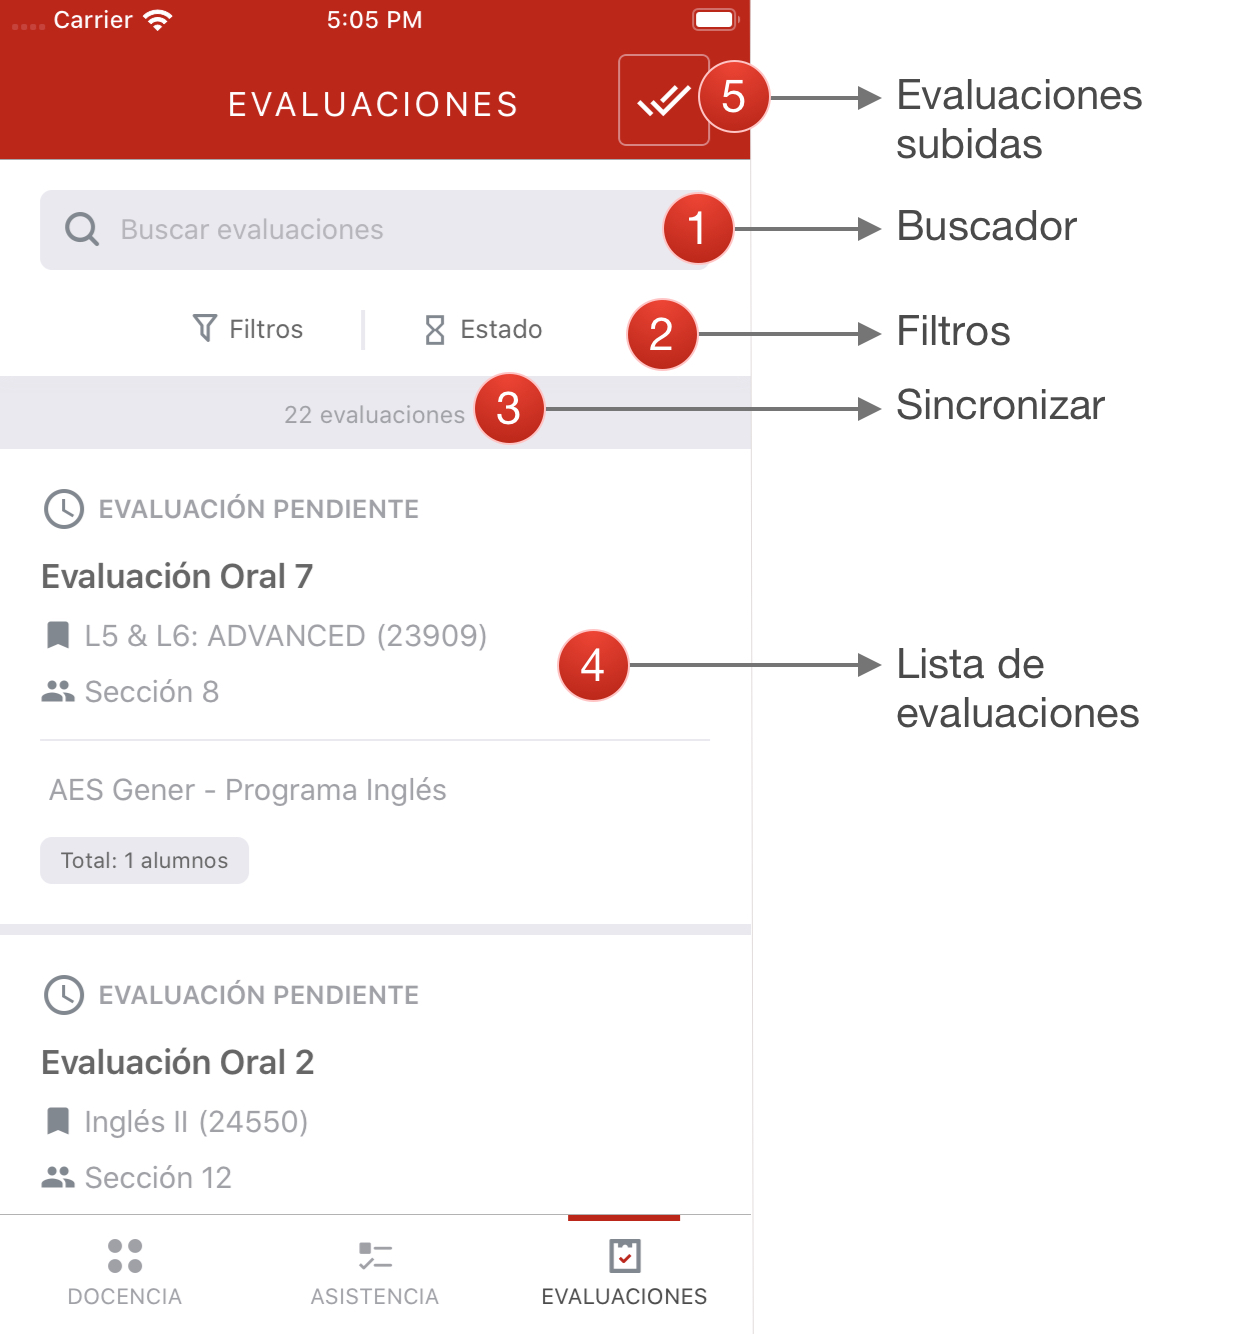 Carrier
5:05 PM
EVALUACIONES
5
Evaluaciones
subidas
Buscar evaluaciones
1
Buscador
Filtros
Estado
2
Filtros
22 evaluaciones
3
Sincronizar
EVALUACIÓN PENDIENTE
Evaluación Oral 7
L5 & L6: ADVANCED (23909)
4
Lista de
evaluaciones
Sección 8
AES Gener - Programa Inglés
Total: 1 alumnos
EVALUACIÓN PENDIENTE
Evaluación Oral 2
Inglés II (24550)
Sección 12
DOCENCIA
ASISTENCIA
EVALUACIONES